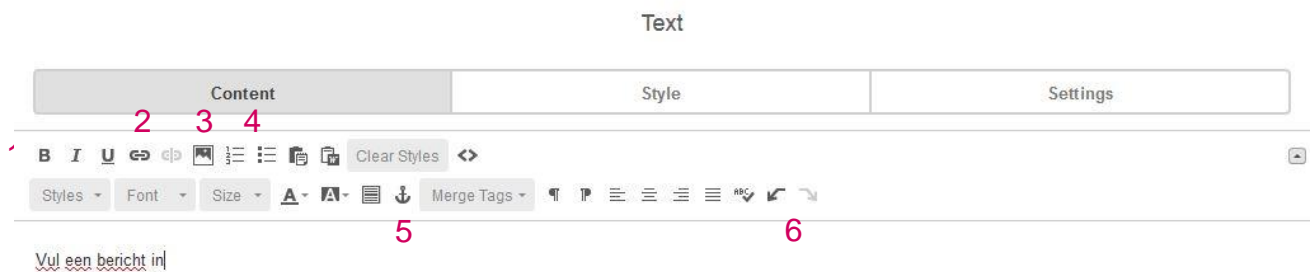 Text
Content Style Settings
2 3 4
B I U Clear Styles
Styles Font Size A A Merge Tags ABC
5 6
Vul een bericht in